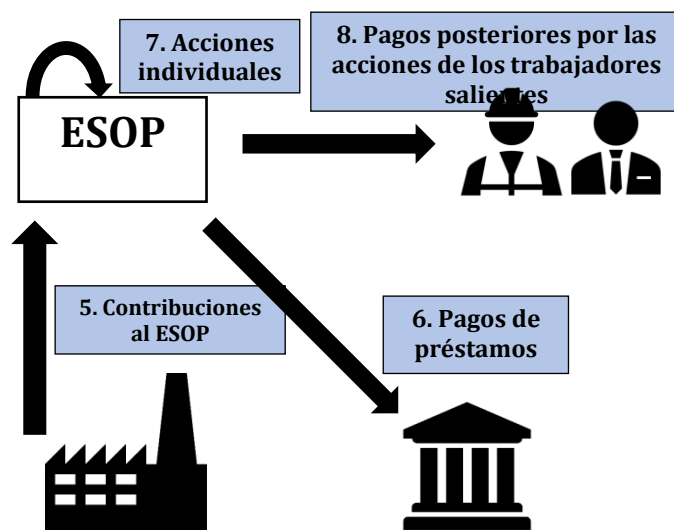 7. Acciones
individuales
8. Pagos posteriores por las
acciones de los trabajadores
salientes
ESOP
5. Contribuciones
al ESOP
6. Pagos de
préstamos